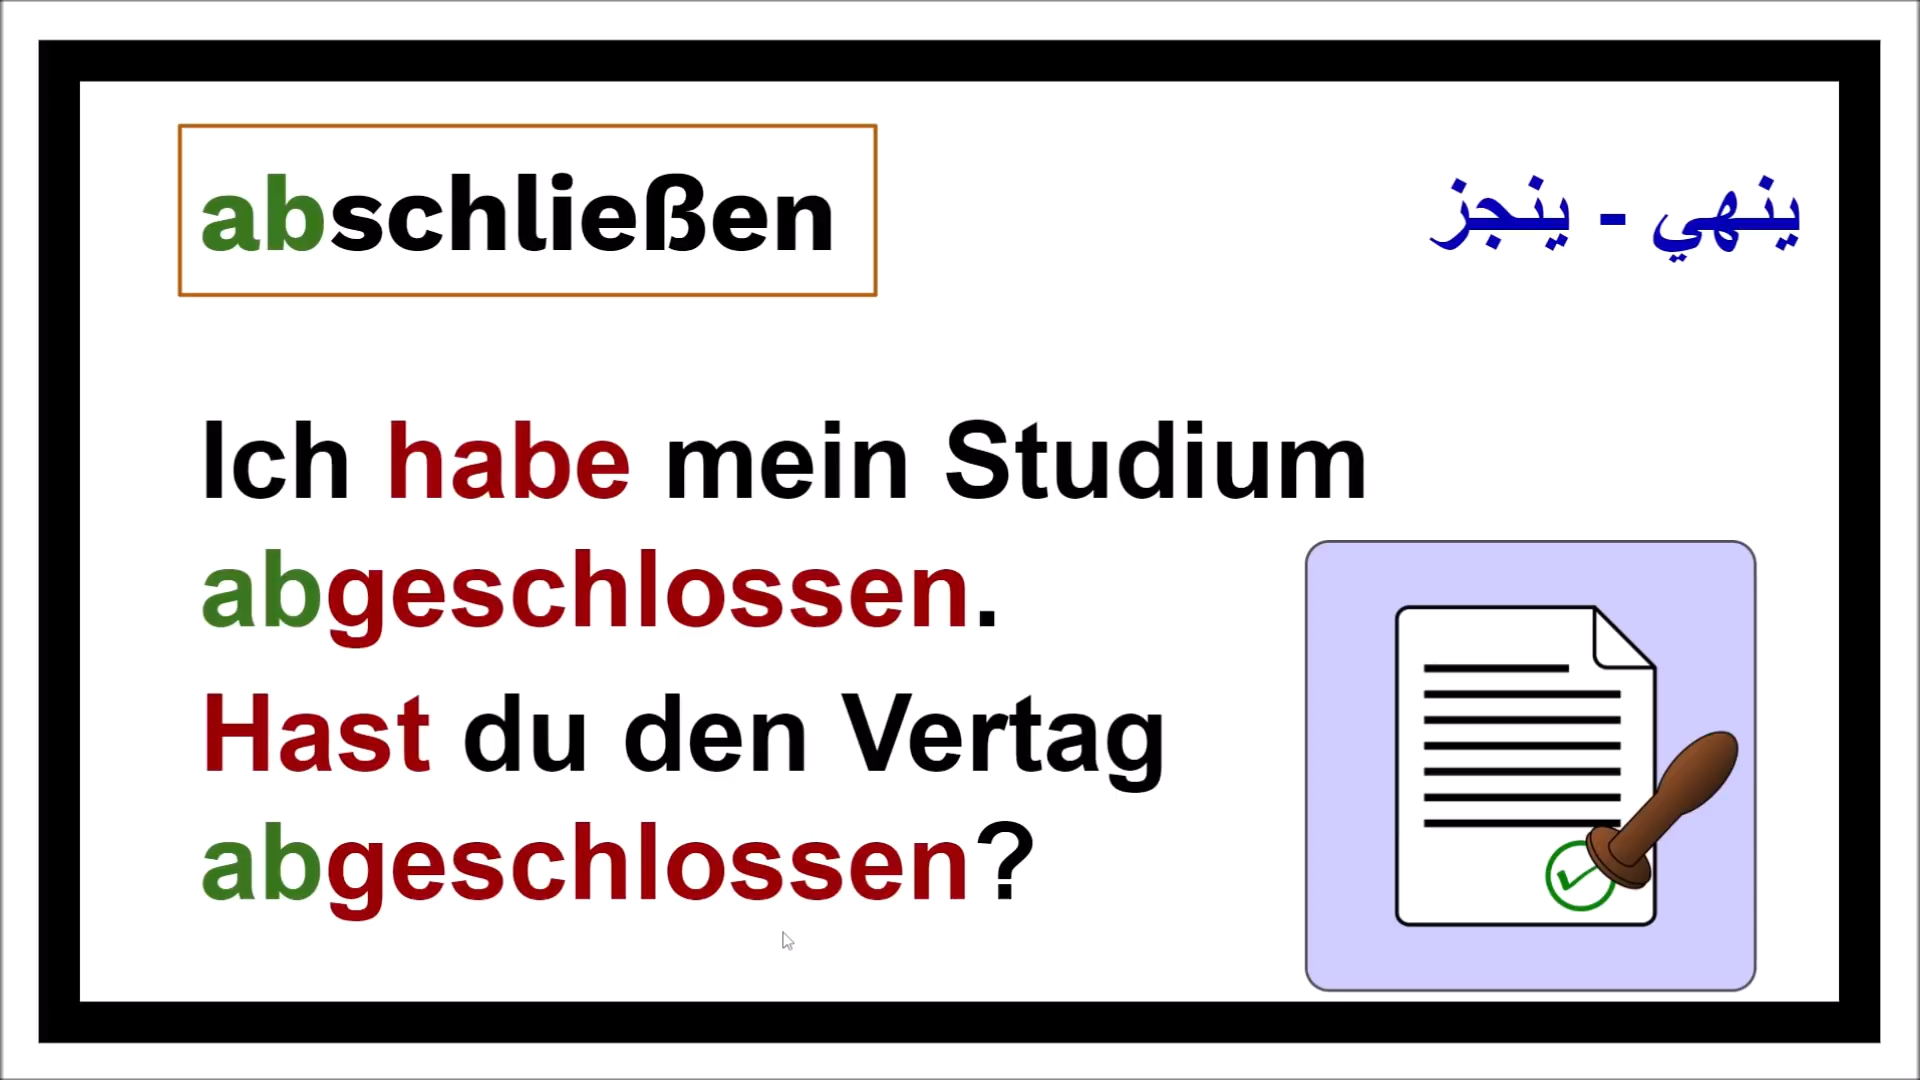 abschließen
ينهي - ينجز
Ich habe mein Studium
abgeschlossen.
Hast du den Vertag
abgeschlossen?